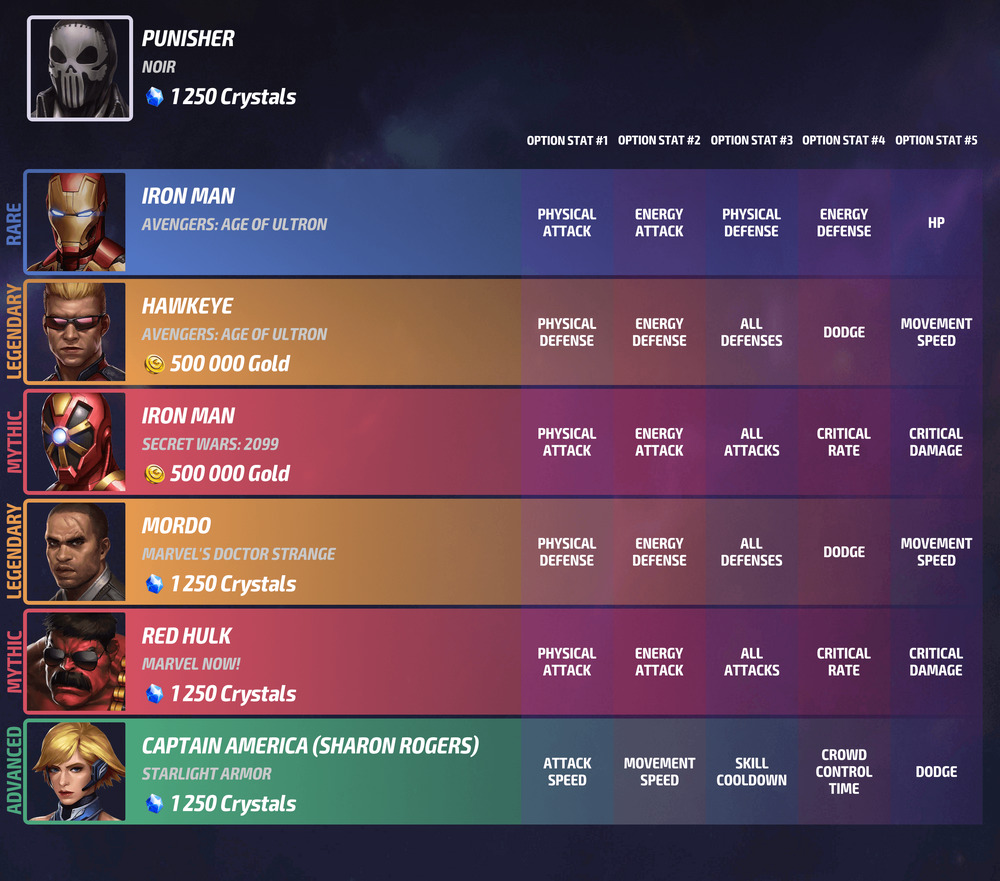 PUNISHER
NOIR
1 250 Crystals
OPTION STAT #1 OPTION STAT #2 OPTION STAT #3 OPTION STAT #4 OPTION STAT #5
RARE
IRON MAN
AVENGERS: AGE OF ULTRON
PHYSICAL ATTACK
ENERGY ATTACK
PHYSICAL DEFENSE
ENERGY DEFENSE
HP
LEGENDARY
HAWKEYE
AVENGERS: AGE OF ULTRON
500 000 Gold
PHYSICAL DEFENSE
ENERGY DEFENSE
ALL DEFENSES
DODGE
MOVEMENT SPEED
MYTHIC
IRON MAN
SECRET WARS: 2099
500 000 Gold
PHYSICAL ATTACK
ENERGY ATTACK
ALL ATTACKS
CRITICAL RATE
CRITICAL DAMAGE
LEGENDARY
MORDO
MARVEL'S DOCTOR STRANGE
1 250 Crystals
PHYSICAL DEFENSE
ENERGY DEFENSE
ALL DEFENSES
DODGE
MOVEMENT SPEED
MYTHIC
RED HULK
MARVEL NOW!
1 250 Crystals
PHYSICAL ATTACK
ENERGY ATTACK
ALL ATTACKS
CRITICAL RATE
CRITICAL DAMAGE
ADVANCED
CAPTAIN AMERICA (SHARON ROGERS)
STARLIGHT ARMOR
1 250 Crystals
ATTACK SPEED
MOVEMENT SPEED
SKILL COOLDOWN
CROWD CONTROL TIME
DODGE